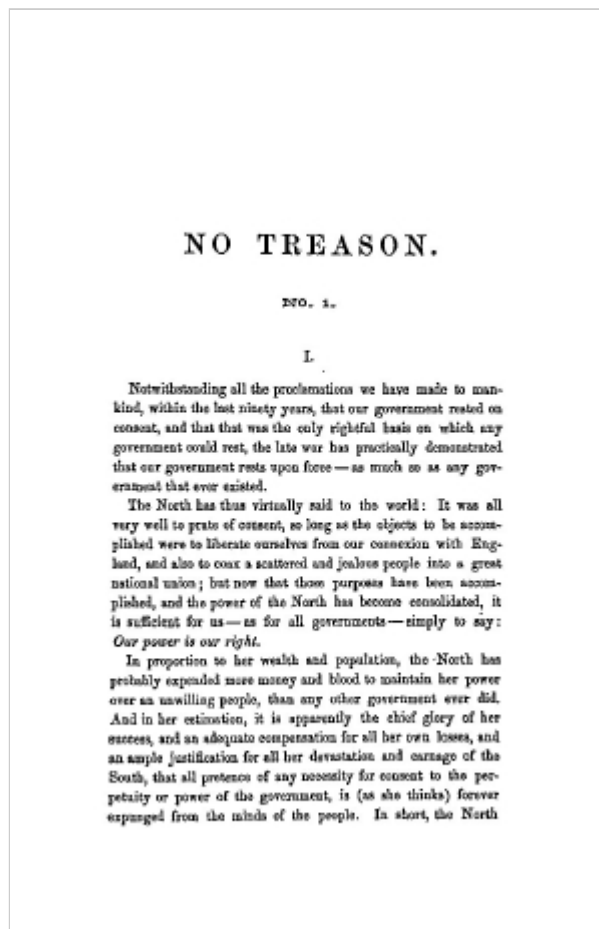 NO TREASON.
NO. 1.
I.
Notwithstanding all the proclamations we have made to man-
kind, within the last ninety years, that our government rested on
consent, and that that was the only rightful basis on which any
government could rest, the late war has practically demonstrated
that our government rests upon force—as much so as any gov-
ernment that ever existed.
The North has thus virtually said to the world: It was all
very well to prate of consent, so long as the objects to be accom-
plished were to liberate ourselves from our connexion with Eng-
land, and also to coax a scattered and jealous people into a great
national union; but now that those purposes have been accom-
plished, and the power of the North has become consolidated, it
is sufficient for us—as for all governments—simply to say:
Our power is our right.
In proportion to her wealth and population, the North has
probably expended more money and blood to maintain her power
over an unwilling people, than any other government ever did.
And in her estimation, it is apparently the chief glory of her
success, and an adequate compensation for all her own losses, and
an ample justification for all her devastation and carnage of the
South, that all pretence of any necessity for consent to the per-
petuity or power of the government, is (as she thinks) forever
expunged from the minds of the people. In short, the North